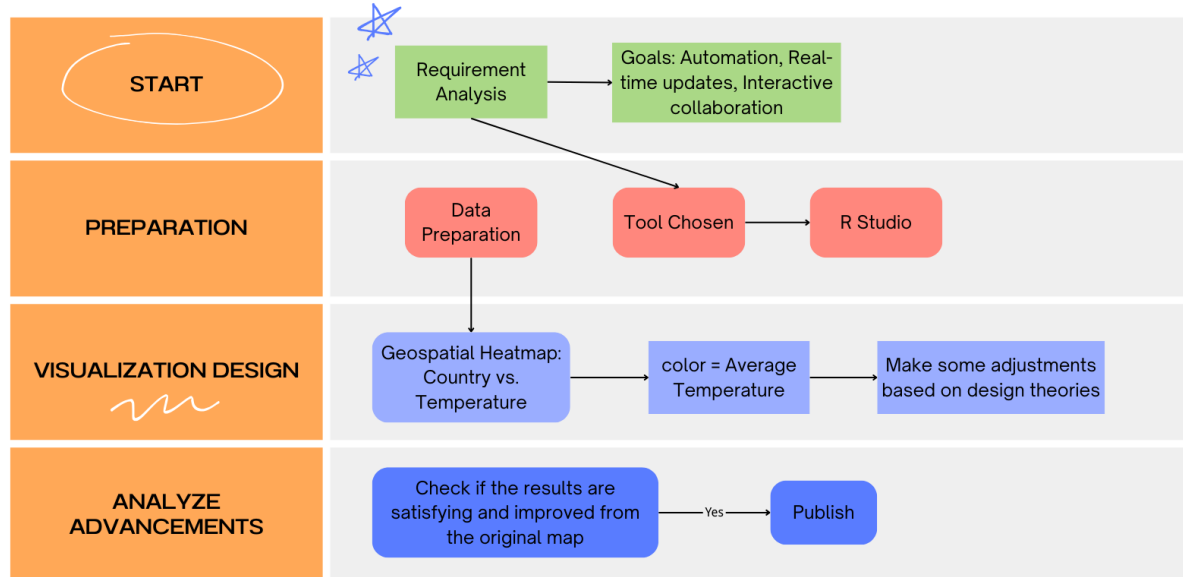 START
Requirement
Analysis
Goals: Automation, Real-
time updates, Interactive
collaboration
PREPARATION
Data
Preparation
Tool Chosen
R Studio
VISUALIZATION DESIGN
Geospatial Heatmap:
Country vs.
Temperature
color = Average
Temperature
Make some adjustments
based on design theories
ANALYZE
ADVANCEMENTS
Check if the results are
satisfying and improved from
the original map
Yes
Publish